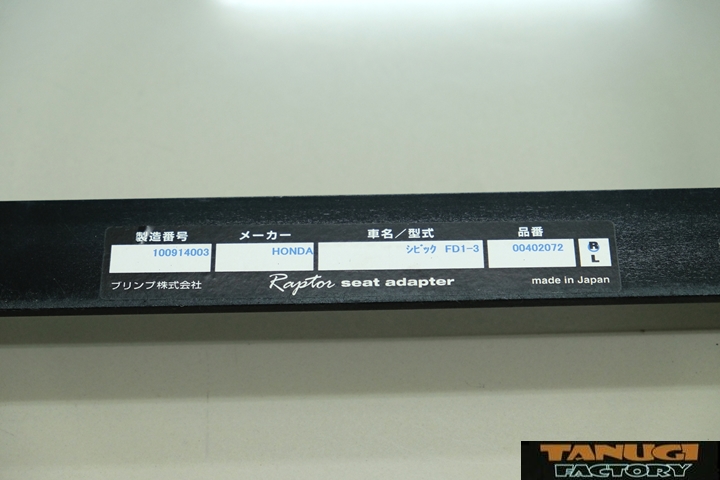 製造番号 メーカー 車名／型式 品番
100914003 HONDA シビック FD1-3 00402072 R
L
プリンプ株式会社 Raptor seat adapter made in Japan
TANUGI
FACTORY